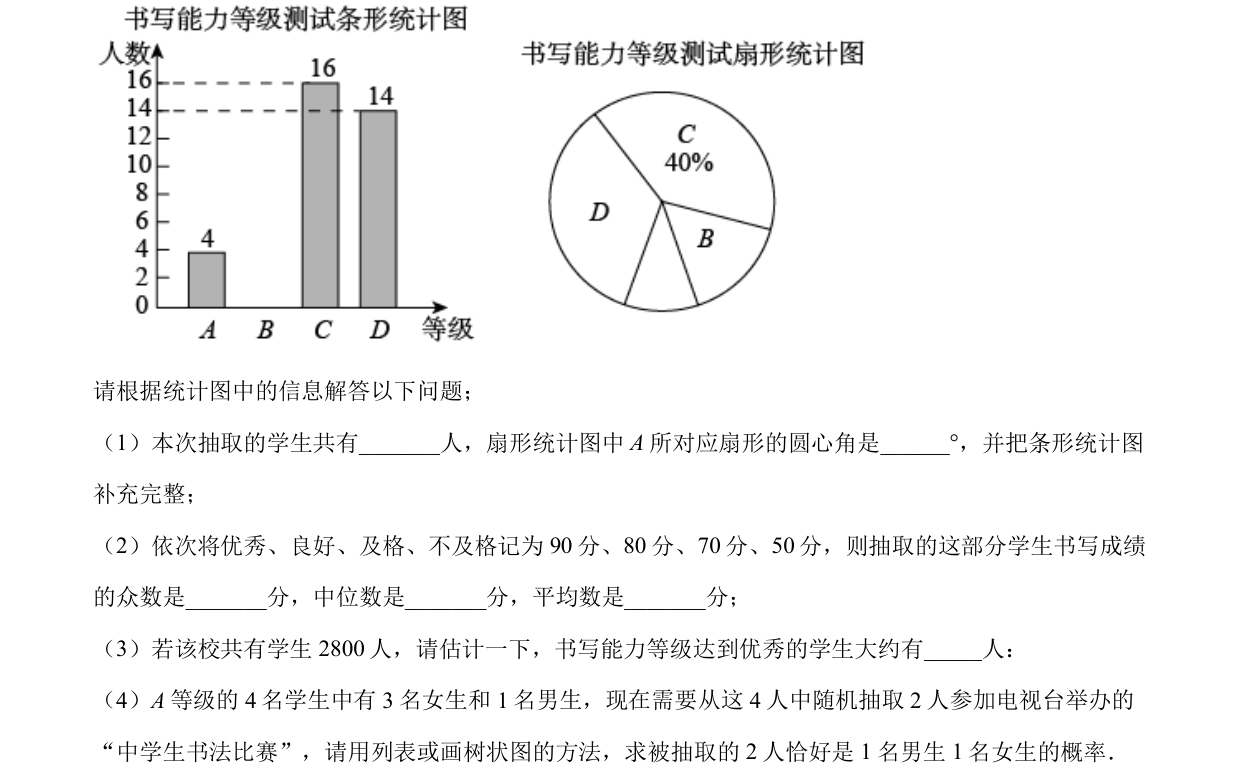 书写能力等级测试条形统计图
人数
16
14
12
10
8
6
4
2
0
4
16
14
A B C D 等级
书写能力等级测试扇形统计图
C
40%
D
B
请根据统计图中的信息解答以下问题；
（1）本次抽取的学生共有_______人，扇形统计图中 A 所对应扇形的圆心角是______°，并把条形统计图
补充完整；
（2）依次将优秀、良好、及格、不及格记为 90 分、80 分、70 分、50 分，则抽取的这部分学生书写成绩
的众数是_______分，中位数是_______分，平均数是_______分；
（3）若该校共有学生 2800 人，请估计一下，书写能力等级达到优秀的学生大约有_____人：
（4）A 等级的 4 名学生中有 3 名女生和 1 名男生，现在需要从这 4 人中随机抽取 2 人参加电视台举办的
“中学生书法比赛”，请用列表或画树状图的方法，求被抽取的 2 人恰好是 1 名男生 1 名女生的概率．